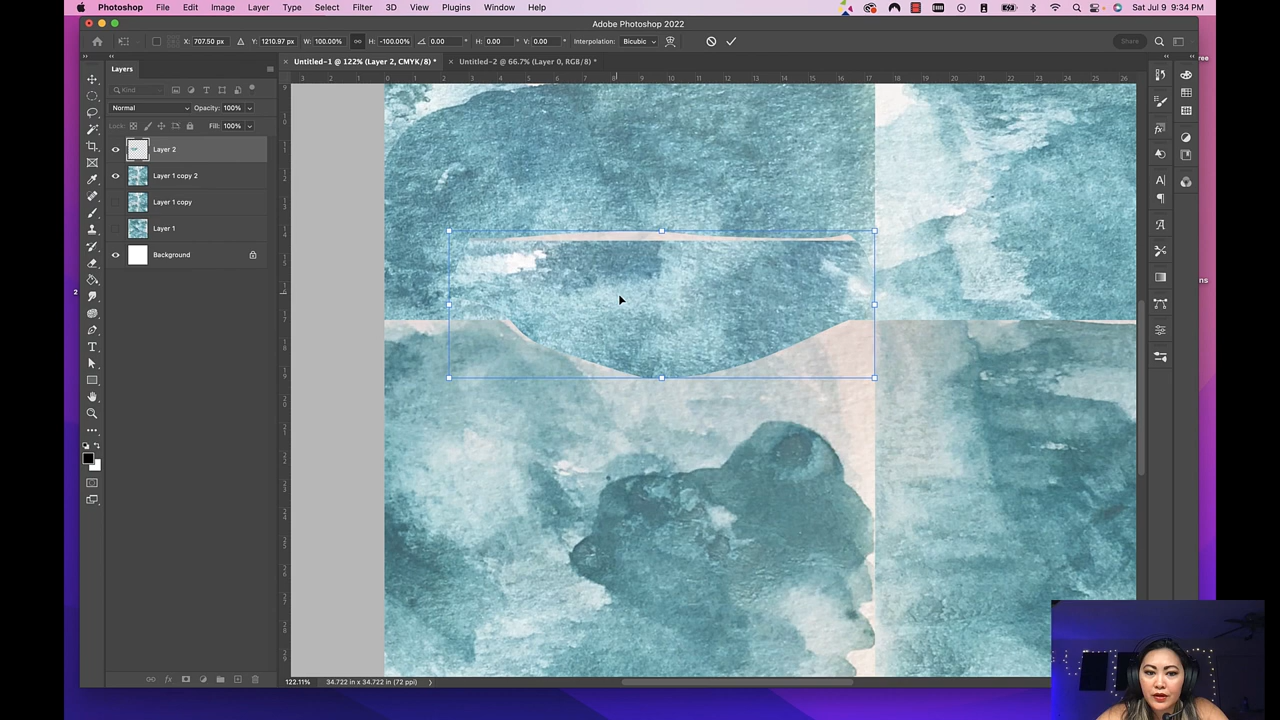 Photoshop File Edit Image Layer Type Select Filter 3D View Plugins Window Help Sat Jul 9 9:34 PM
Adobe Photoshop 2022
X: 707.50 px Y: 1210.97 px W: 100.00% H: -100.00% 0.00 H: 0.00 V: 0.00 Interpolation: Bicubic Share
Untitled-1 @ 122% (Layer 2, CMYK/8) * Untitled-2 @ 66.7% (Layer 0, RGB/8) *
Layers
Kind
Normal Opacity: 100%
Lock: Fill: 100%
Layer 2
Layer 1 copy 2
Layer 1 copy
Layer 1
Background
122.11% 34.722 in x 34.722 in (72 ppi)